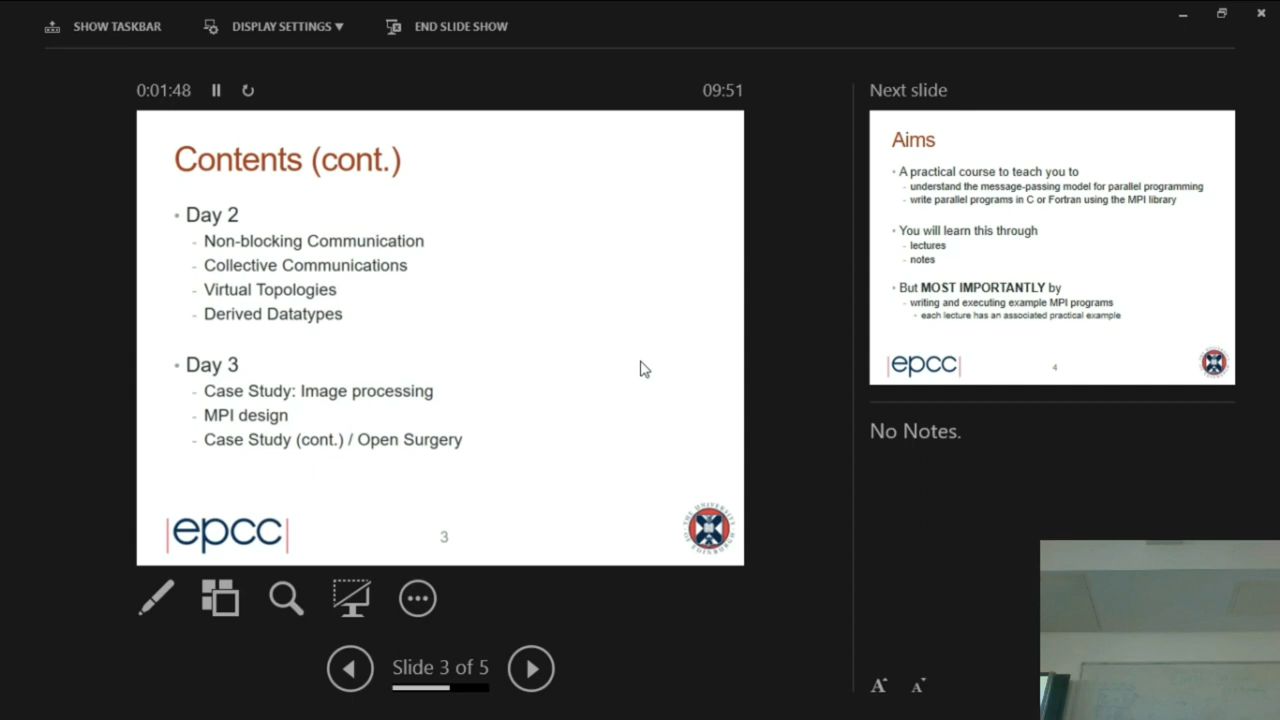 SHOW TASKBAR
DISPLAY SETTINGS ▼
END SLIDE SHOW
0:01:48
09:51
Contents (cont.)
• Day 2
- Non-blocking Communication
- Collective Communications
- Virtual Topologies
- Derived Datatypes
• Day 3
- Case Study: Image processing
- MPI design
- Case Study (cont.) / Open Surgery
|epcc|
3
THE UNIVERSITY OF EDINBURGH
Slide 3 of 5
Next slide
Aims
• A practical course to teach you to
- understand the message-passing model for parallel programming
- write parallel programs in C or Fortran using the MPI library
• You will learn this through
- lectures
- notes
• But MOST IMPORTANTLY by
- writing and executing example MPI programs
• each lecture has an associated practical example
|epcc|
4
No Notes.
A A